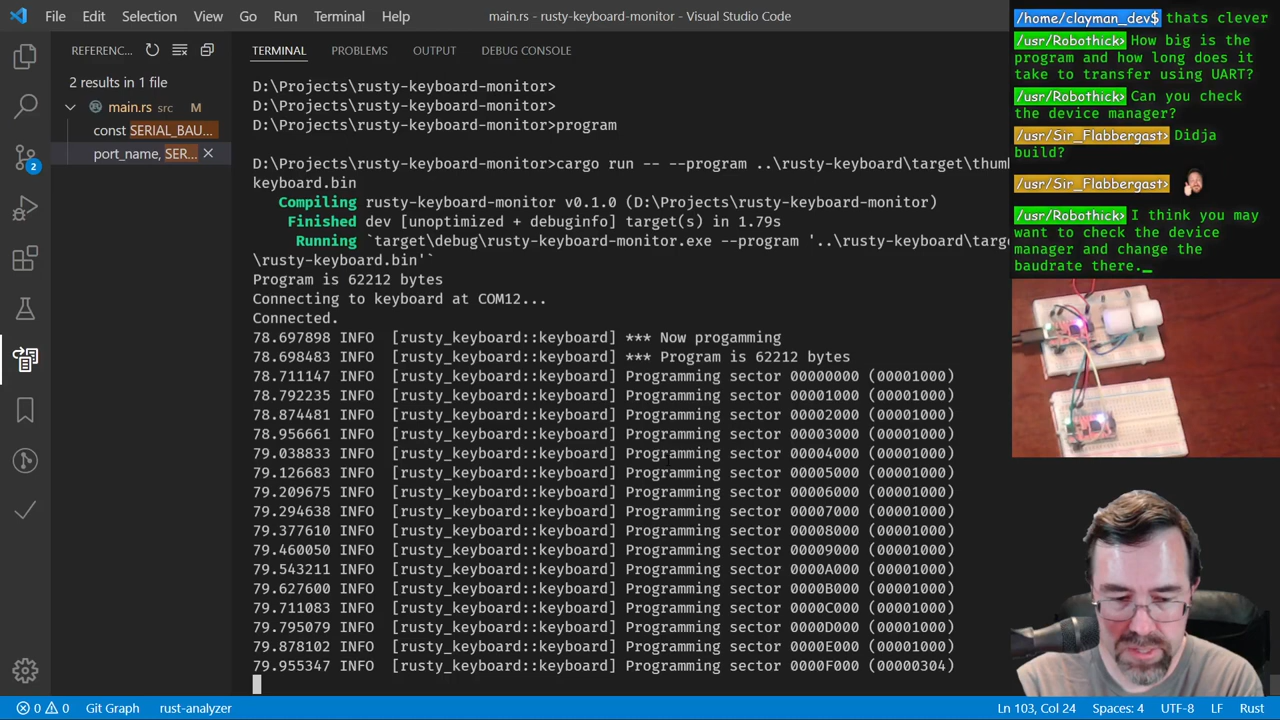 File Edit Selection View Go Run Terminal Help main.rs - rusty-keyboard-monitor - Visual Studio Code
REFERENC...
2 results in 1 file
main.rs src M
const SERIAL_BAU...
port_name, SER...
2
TERMINAL PROBLEMS OUTPUT DEBUG CONSOLE
D:\Projects\rusty-keyboard-monitor>
D:\Projects\rusty-keyboard-monitor>
D:\Projects\rusty-keyboard-monitor>program
D:\Projects\rusty-keyboard-monitor>cargo run -- --program ..\rusty-keyboard\target\thum
keyboard.bin
Compiling rusty-keyboard-monitor v0.1.0 (D:\Projects\rusty-keyboard-monitor)
Finished dev [unoptimized + debuginfo] target(s) in 1.79s
Running `target\debug\rusty-keyboard-monitor.exe --program '..\rusty-keyboard\targe
\rusty-keyboard.bin'`
Program is 62212 bytes
Connecting to keyboard at COM12...
Connected.
78.697898 INFO [rusty_keyboard::keyboard] *** Now progamming
78.698483 INFO [rusty_keyboard::keyboard] *** Program is 62212 bytes
78.711147 INFO [rusty_keyboard::keyboard] Programming sector 00000000 (00001000)
78.792235 INFO [rusty_keyboard::keyboard] Programming sector 00001000 (00001000)
78.874481 INFO [rusty_keyboard::keyboard] Programming sector 00002000 (00001000)
78.956661 INFO [rusty_keyboard::keyboard] Programming sector 00003000 (00001000)
79.038833 INFO [rusty_keyboard::keyboard] Programming sector 00004000 (00001000)
79.126683 INFO [rusty_keyboard::keyboard] Programming sector 00005000 (00001000)
79.209675 INFO [rusty_keyboard::keyboard] Programming sector 00006000 (00001000)
79.294638 INFO [rusty_keyboard::keyboard] Programming sector 00007000 (00001000)
79.377610 INFO [rusty_keyboard::keyboard] Programming sector 00008000 (00001000)
79.460050 INFO [rusty_keyboard::keyboard] Programming sector 00009000 (00001000)
79.543211 INFO [rusty_keyboard::keyboard] Programming sector 0000A000 (00001000)
79.627600 INFO [rusty_keyboard::keyboard] Programming sector 0000B000 (00001000)
79.711083 INFO [rusty_keyboard::keyboard] Programming sector 0000C000 (00001000)
79.795079 INFO [rusty_keyboard::keyboard] Programming sector 0000D000 (00001000)
79.878102 INFO [rusty_keyboard::keyboard] Programming sector 0000E000 (00001000)
79.955347 INFO [rusty_keyboard::keyboard] Programming sector 0000F000 (00000304)
/home/clayman_dev$ thats clever
/usr/Robothick> How big is the
program and how long does it
take to transfer using UART?
/usr/Robothick> Can you check
the device manager?
/usr/Sir_Flabbergast> Didja
build?
/usr/Sir_Flabbergast>
/usr/Robothick> I think you may
want to check the device
manager and change the
baudrate there._
0 0 Git Graph rust-analyzer Ln 103, Col 24 Spaces: 4 UTF-8 LF Rust